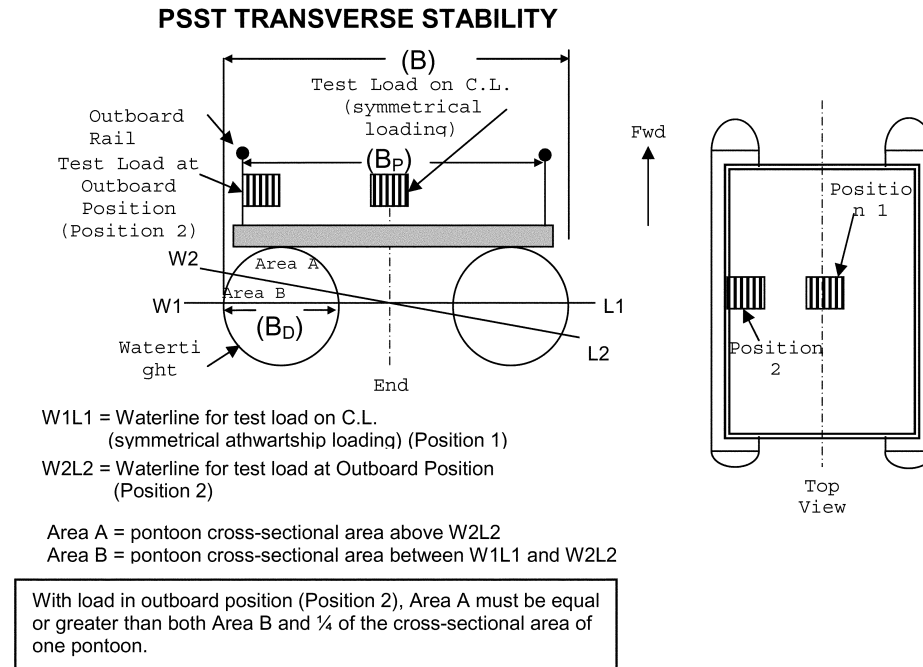 PSST TRANSVERSE STABILITY
(B)
Test Load on C.L.
(symmetrical
loading)
Outboard
Rail
(BP)
Test Load at
Outboard
Position
(Position 2)
W2
Area A
Area B
W1
L1
(BD)
L2
Waterti
ght
End
Fwd
Positio
n 1
Position
2
Top
View
W1L1 = Waterline for test load on C.L.
(symmetrical athwartship loading) (Position 1)
W2L2 = Waterline for test load at Outboard Position
(Position 2)
Area A = pontoon cross-sectional area above W2L2
Area B = pontoon cross-sectional area between W1L1 and W2L2
With load in outboard position (Position 2), Area A must be equal
or greater than both Area B and ¼ of the cross-sectional area of
one pontoon.